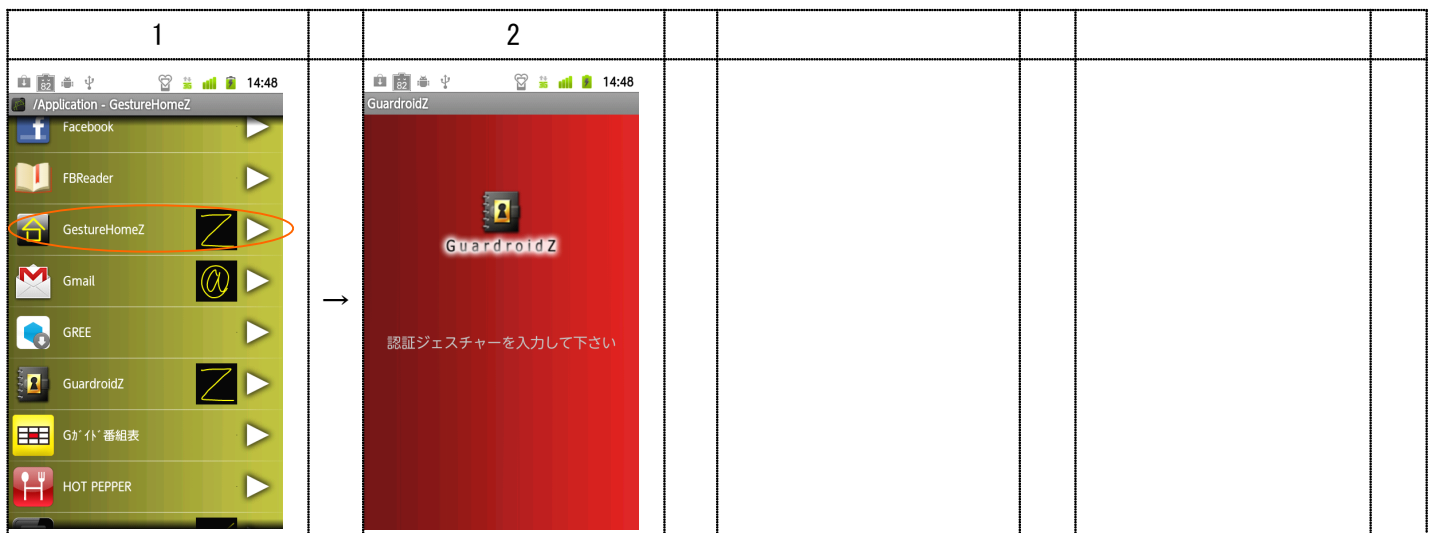 1
2
14:48
/Application - GestureHomeZ
Facebook
FBReader
GestureHomeZ
Z
Gmail
@
GREE
GuardroidZ
Z
Gガイド番組表
HOT PEPPER
→
82
3G
14:48
GuardroidZ
GuardroidZ
認証ジェスチャーを入力して下さい